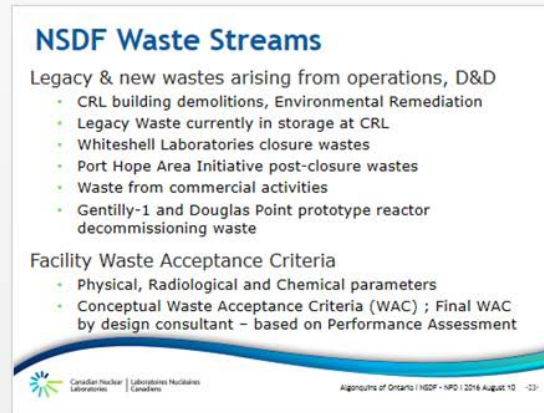 NSDF Waste Streams
Legacy & new wastes arising from operations, D&D
• CRL building demolitions, Environmental Remediation
• Legacy Waste currently in storage at CRL
• Whiteshell Laboratories closure wastes
• Port Hope Area Initiative post-closure wastes
• Waste from commercial activities
• Gentilly-1 and Douglas Point prototype reactor
decommissioning waste
Facility Waste Acceptance Criteria
• Physical, Radiological and Chemical parameters
• Conceptual Waste Acceptance Criteria (WAC) ; Final WAC
by design consultant – based on Performance Assessment
Canadian Nuclear | Laboratoires Nucléaires
Laboratories | Canadiens
Algonquins of Ontario I NSDF - NPD I 2016 August 10 -23-